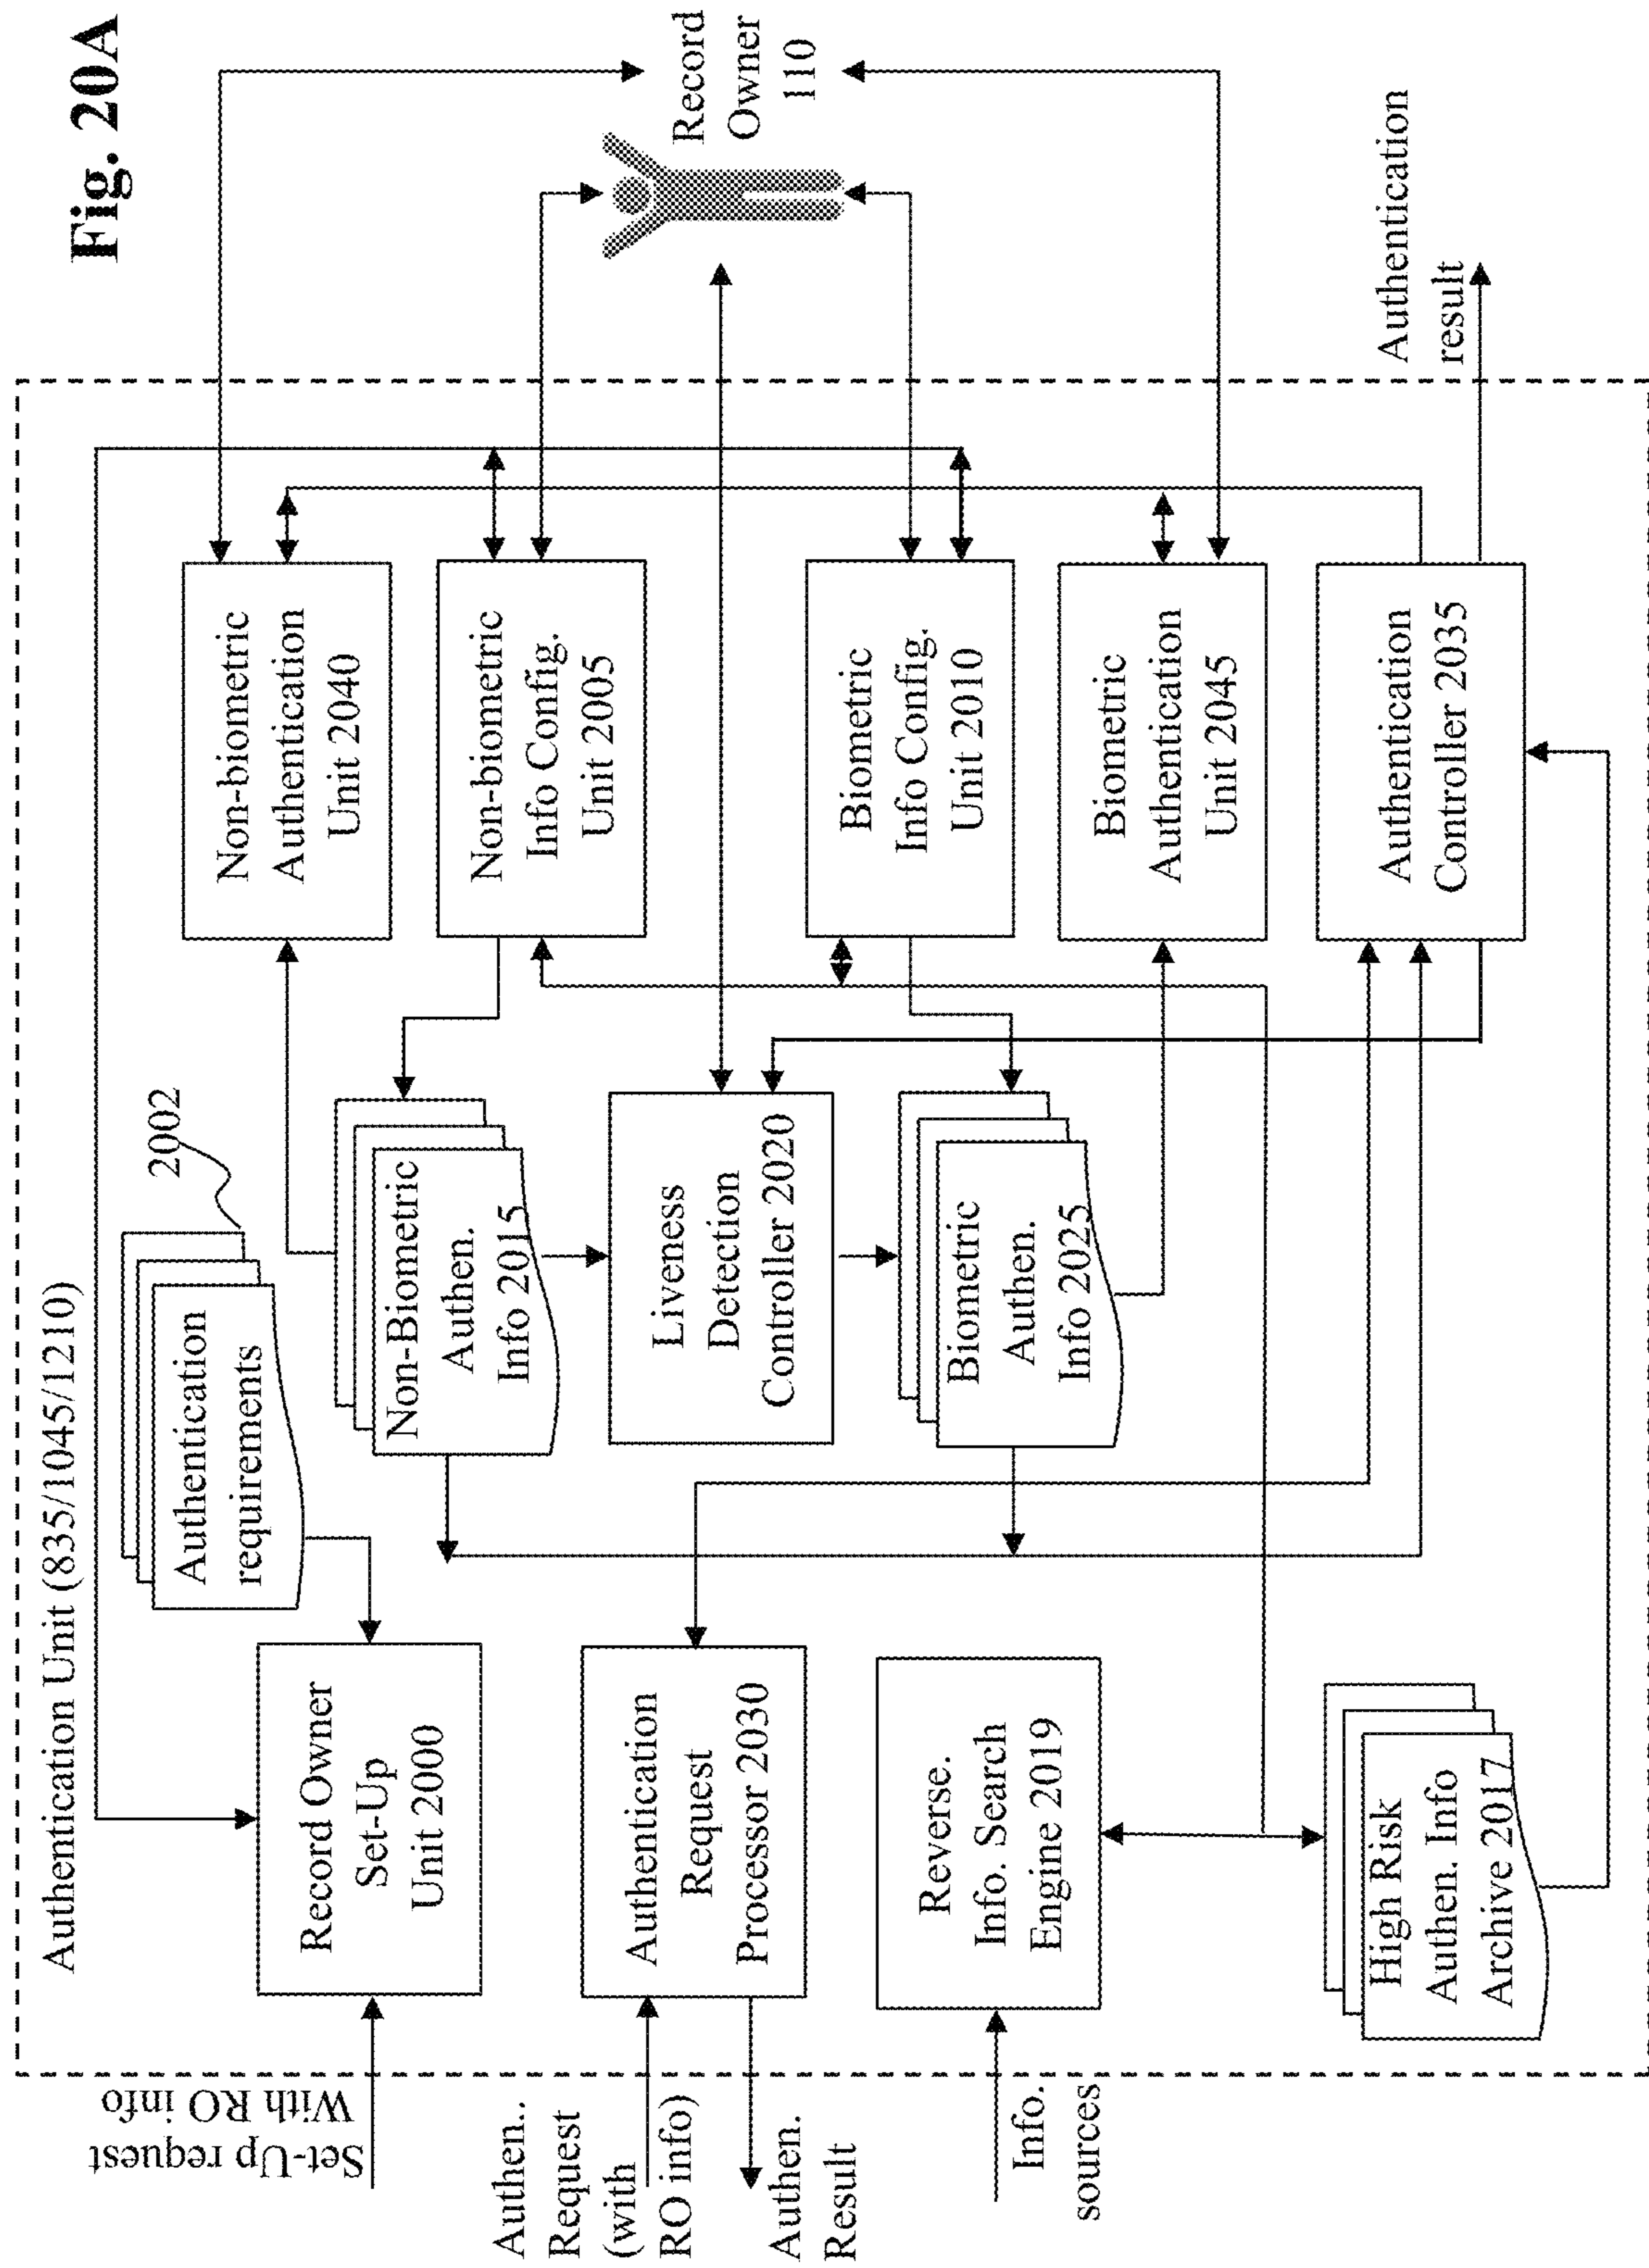 Fig. 20A
Authentication Unit (835/1045/1210)
2002
Authentication
requirements
Set-Up request
With RO info
Record Owner
Set-Up
Unit 2000
Authen..
Request
(with
RO info)
Authen.
Result
Authentication
Request
Processor 2030
Info.
sources
Reverse.
Info. Search
Engine 2019
High Risk
Authen. Info
Archive 2017
Non-Biometric
Authen.
Info 2015
Liveness
Detection
Controller 2020
Biometric
Authen.
Info 2025
Non-biometric
Authentication
Unit 2040
Non-biometric
Info Config.
Unit 2005
Biometric
Info Config.
Unit 2010
Biometric
Authentication
Unit 2045
Authentication
Controller 2035
Record
Owner
110
Authentication
result